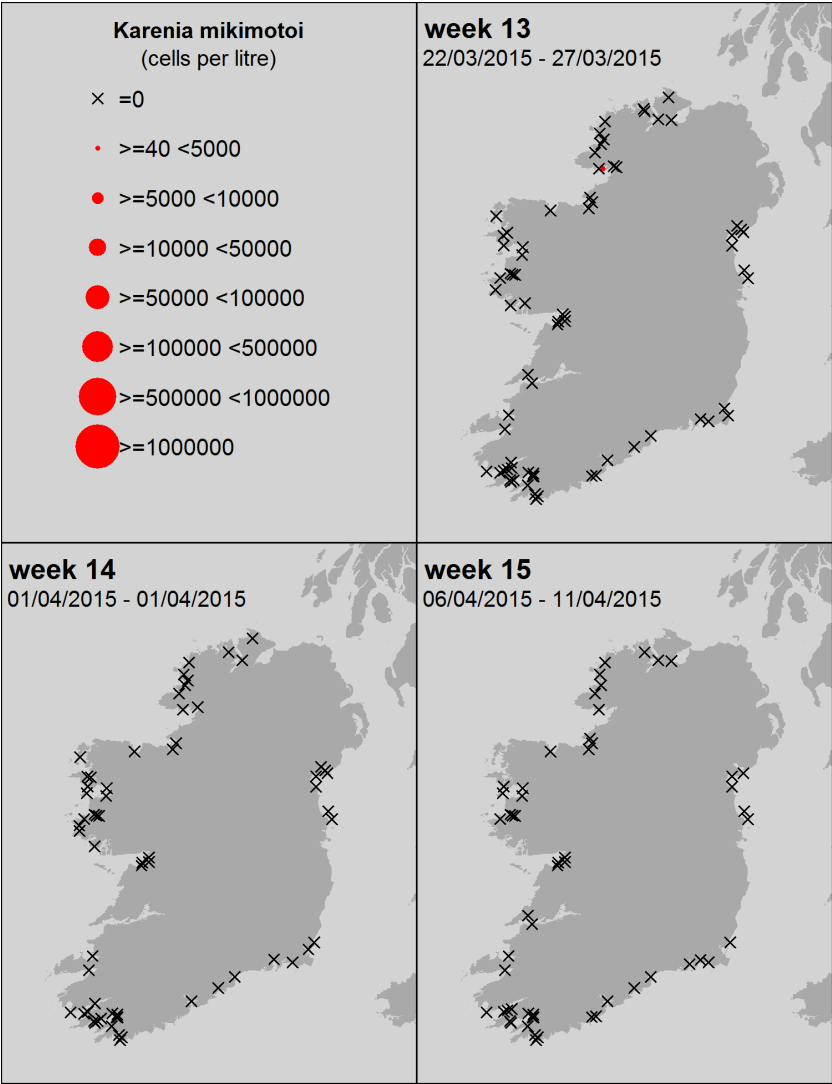 Karenia mikimotoi
(cells per litre)
=0
>=40 <5000
>=5000 <10000
>=10000 <50000
>=50000 <100000
>=100000 <500000
>=500000 <1000000
>=1000000
week 13
22/03/2015 - 27/03/2015
week 14
01/04/2015 - 01/04/2015
week 15
06/04/2015 - 11/04/2015